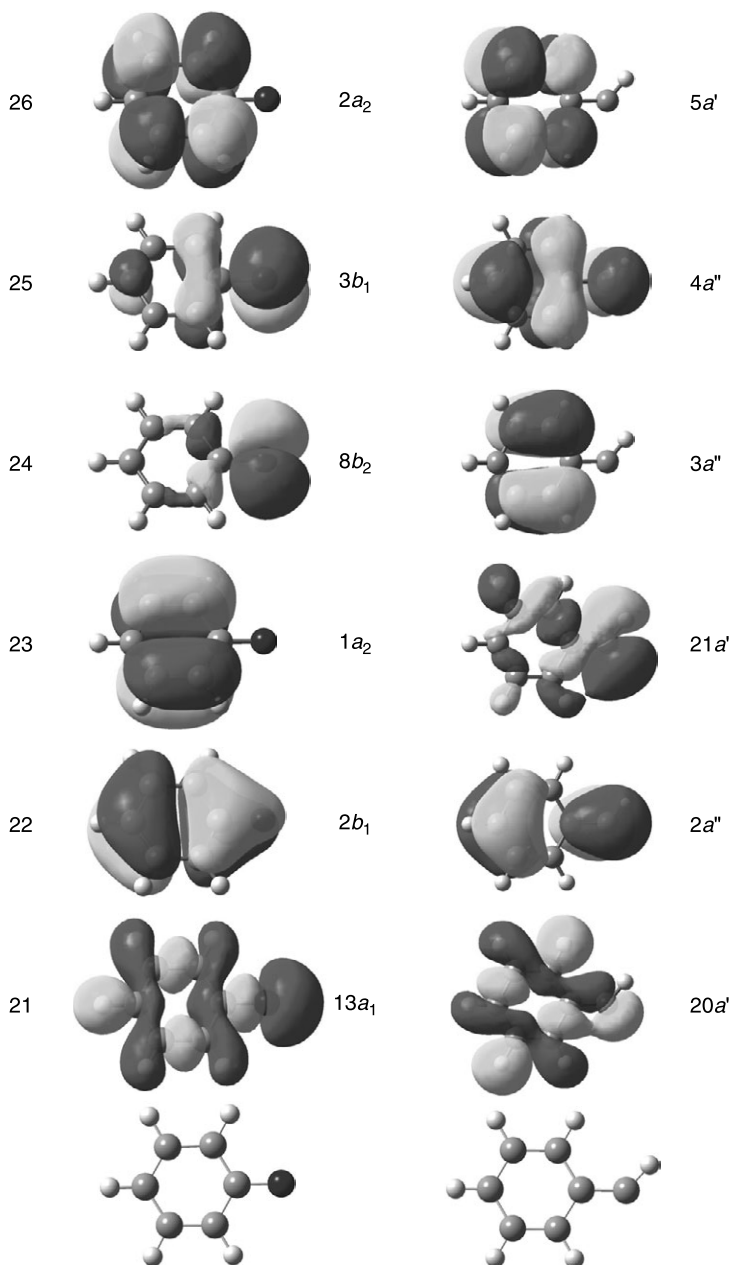 26 2a₂ 5a'
25 3b₁ 4a"
24 8b₂ 3a"
23 1a₂ 21a'
22 2b₁ 2a"
21 13a₁ 20a'